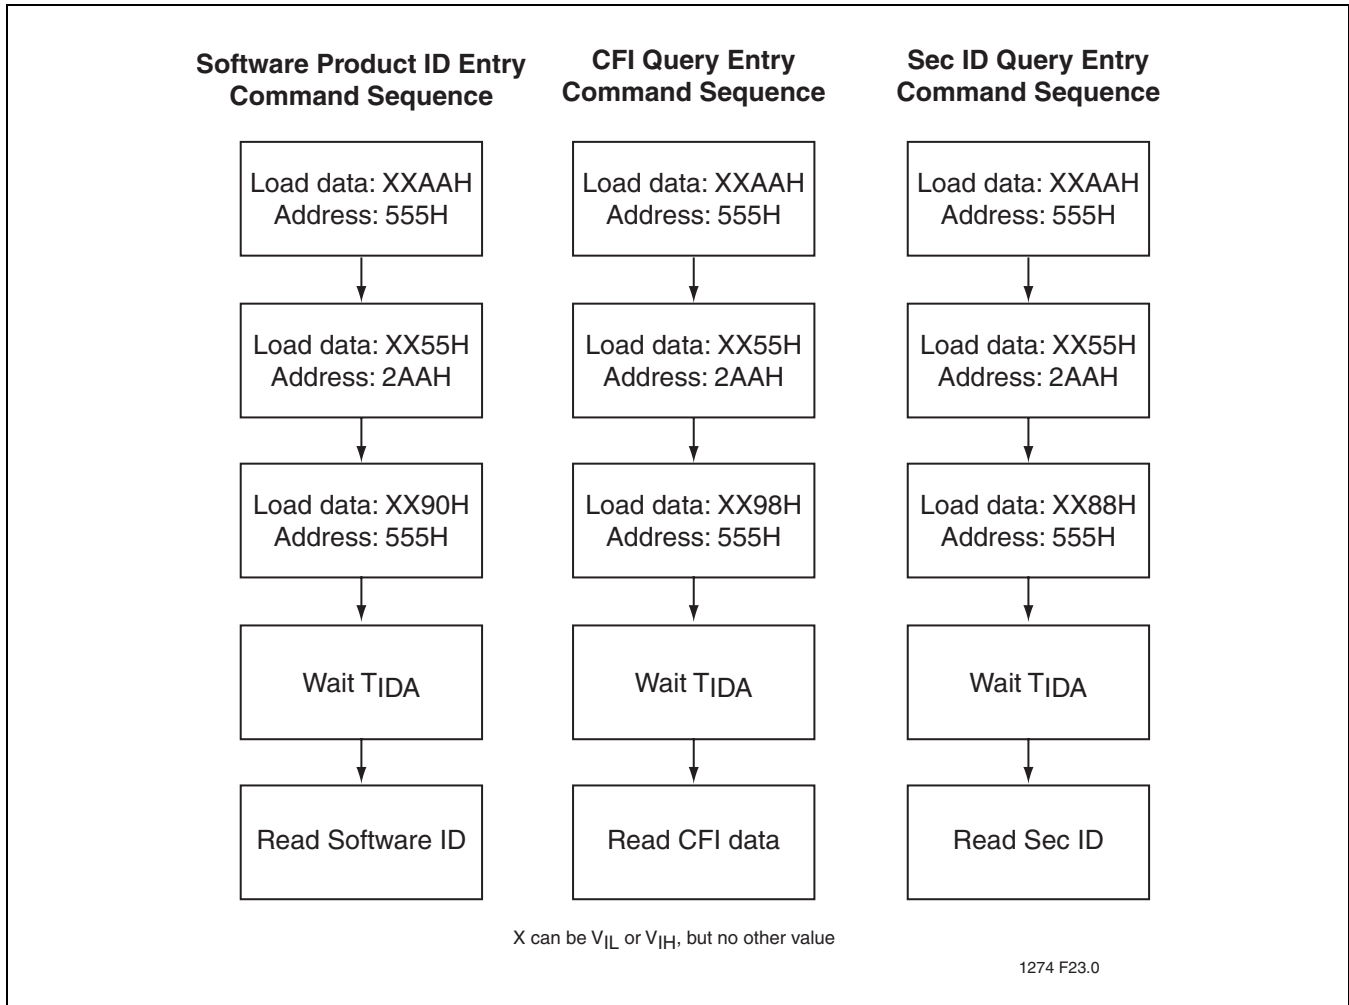 Software Product ID Entry
Command Sequence
Load data: XXAAH
Address: 555H
Load data: XX55H
Address: 2AAH
Load data: XX90H
Address: 555H
Wait TIDA
Read Software ID
CFI Query Entry
Command Sequence
Load data: XXAAH
Address: 555H
Load data: XX55H
Address: 2AAH
Load data: XX98H
Address: 555H
Wait TIDA
Read CFI data
Sec ID Query Entry
Command Sequence
Load data: XXAAH
Address: 555H
Load data: XX55H
Address: 2AAH
Load data: XX88H
Address: 555H
Wait TIDA
Read Sec ID
X can be VIL or VIH, but no other value
1274 F23.0